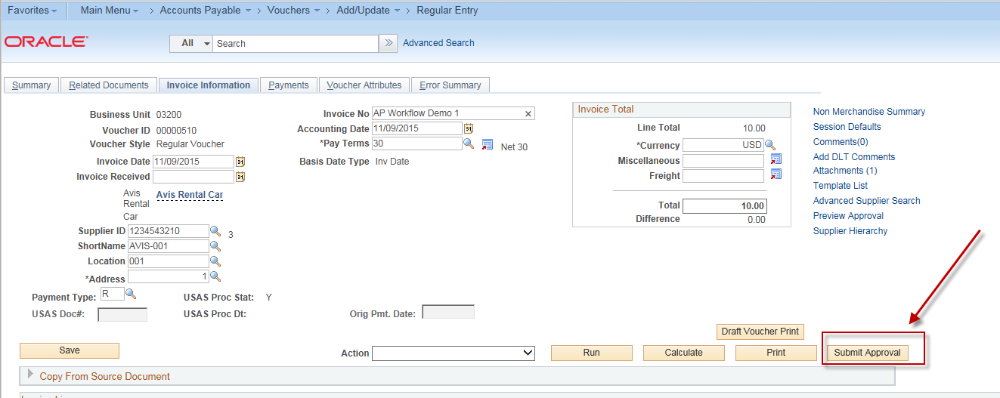 Favorites Main Menu > Accounts Payable > Vouchers > Add/Update > Regular Entry
ORACLE
All Search Advanced Search
Summary Related Documents Invoice Information Payments Voucher Attributes Error Summary
Business Unit 03200
Voucher ID 00000510
Voucher Style Regular Voucher
Invoice Date 11/09/2015
Invoice Received
Avis Rental Car
Avis Rental Car
Supplier ID 1234543210 3
ShortName AVIS-001
Location 001
*Address 1
Payment Type: R USAS Proc Stat: Y
USAS Doc#: USAS Proc Dt: Orig Pmt. Date:
Invoice No AP Workflow Demo 1
Accounting Date 11/09/2015
*Pay Terms 30 Net 30
Basis Date Type Inv Date
Invoice Total
Line Total 10.00
*Currency USD
Miscellaneous
Freight
Total 10.00
Difference 0.00
Non Merchandise Summary
Session Defaults
Comments(0)
Add DLT Comments
Attachments (1)
Template List
Advanced Supplier Search
Preview Approval
Supplier Hierarchy
Draft Voucher Print
Save Action Run Calculate Print Submit Approval
Copy From Source Document